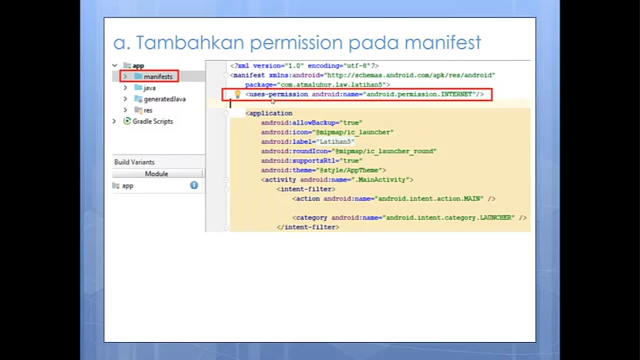 a. Tambahkan permission pada manifest
app
manifests
java
generatedJava
res
Gradle Scripts
Build Variants
Module
app
<?xml version="1.0" encoding="utf-8"?>
<manifest xmlns:android="http://schemas.android.com/apk/res/android"
package="com.atmaluhur.lsw.latihan5">
<uses-permission android:name="android.permission.INTERNET"/>
<application
android:allowBackup="true"
android:icon="@mipmap/ic_launcher"
android:label="Latihan5"
android:roundIcon="@mipmap/ic_launcher_round"
android:supportsRtl="true"
android:theme="@style/AppTheme">
<activity android:name=".MainActivity">
<intent-filter>
<action android:name="android.intent.action.MAIN" />
<category android:name="android.intent.category.LAUNCHER" />
</intent-filter>